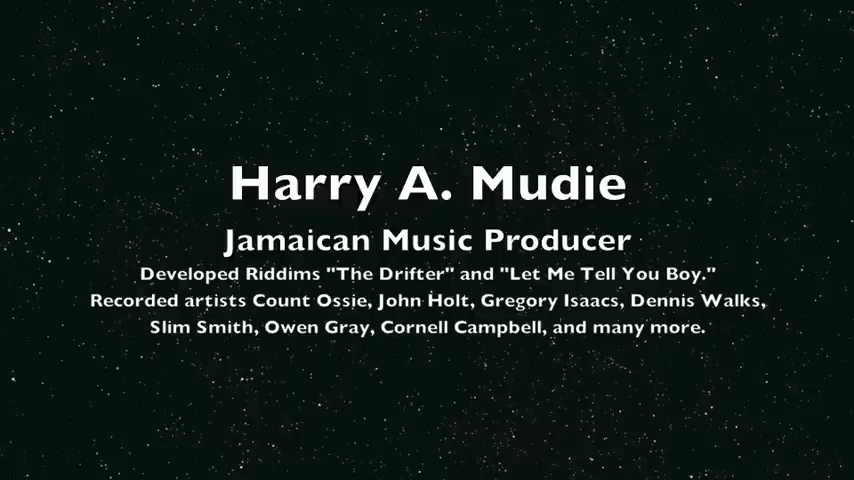 Harry A. Mudie
Jamaican Music Producer
Developed Riddims "The Drifter" and "Let Me Tell You Boy."
Recorded artists Count Ossie, John Holt, Gregory Isaacs, Dennis Walks,
Slim Smith, Owen Gray, Cornell Campbell, and many more.